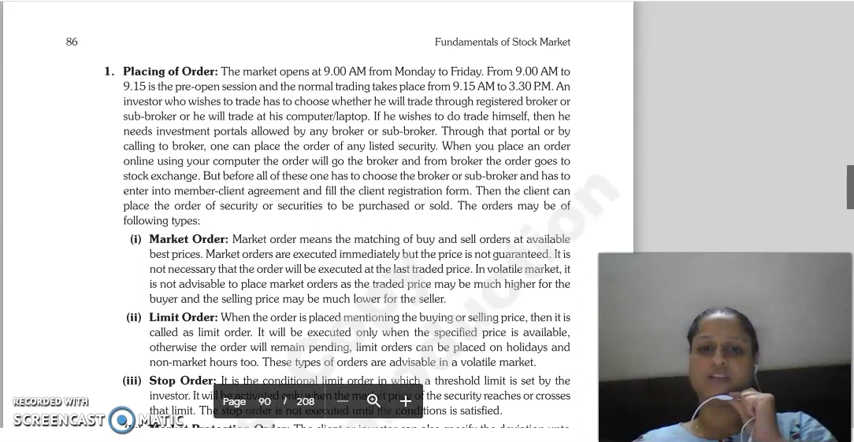 86
Fundamentals of Stock Market
1. Placing of Order: The market opens at 9.00 AM from Monday to Friday. From 9.00 AM to
9.15 is the pre-open session and the normal trading takes place from 9.15 AM to 3.30 P.M. An
investor who wishes to trade has to choose whether he will trade through registered broker or
sub-broker or he will trade at his computer/laptop. If he wishes to do trade himself, then he
needs investment portals allowed by any broker or sub-broker. Through that portal or by
calling to broker, one can place the order of any listed security. When you place an order
online using your computer the order will go the broker and from broker the order goes to
stock exchange. But before all of these one has to choose the broker or sub-broker and has to
enter into member-client agreement and fill the client registration form. Then the client can
place the order of security or securities to be purchased or sold. The orders may be of
following types:
(i) Market Order: Market order means the matching of buy and sell orders at available
best prices. Market orders are executed immediately but the price is not guaranteed. It is
not necessary that the order will be executed at the last traded price. In volatile market, it
is not advisable to place market orders as the traded price may be much higher for the
buyer and the selling price may be much lower for the seller.
(ii) Limit Order: When the order is placed mentioning the buying or selling price, then it is
called as limit order. It will be executed only when the specified price is available,
otherwise the order will remain pending, limit orders can be placed on holidays and
non-market hours too. These types of orders are advisable in a volatile market.
(iii) Stop Order: It is the conditional limit order in which a threshold limit is set by the
investor. It will be activated only when the market price of the security reaches or crosses
that limit. The stop order is not executed until the conditions is satisfied.
Page 90 / 208
RECORDED WITH
SCREENCAST MATIC